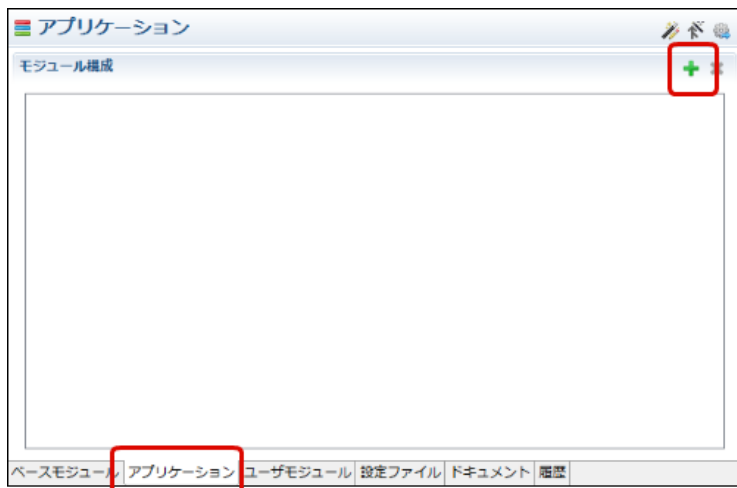 アプリケーション
モジュール構成
ベースモジュール アプリケーション ユーザモジュール 設定ファイル ドキュメント 履歴